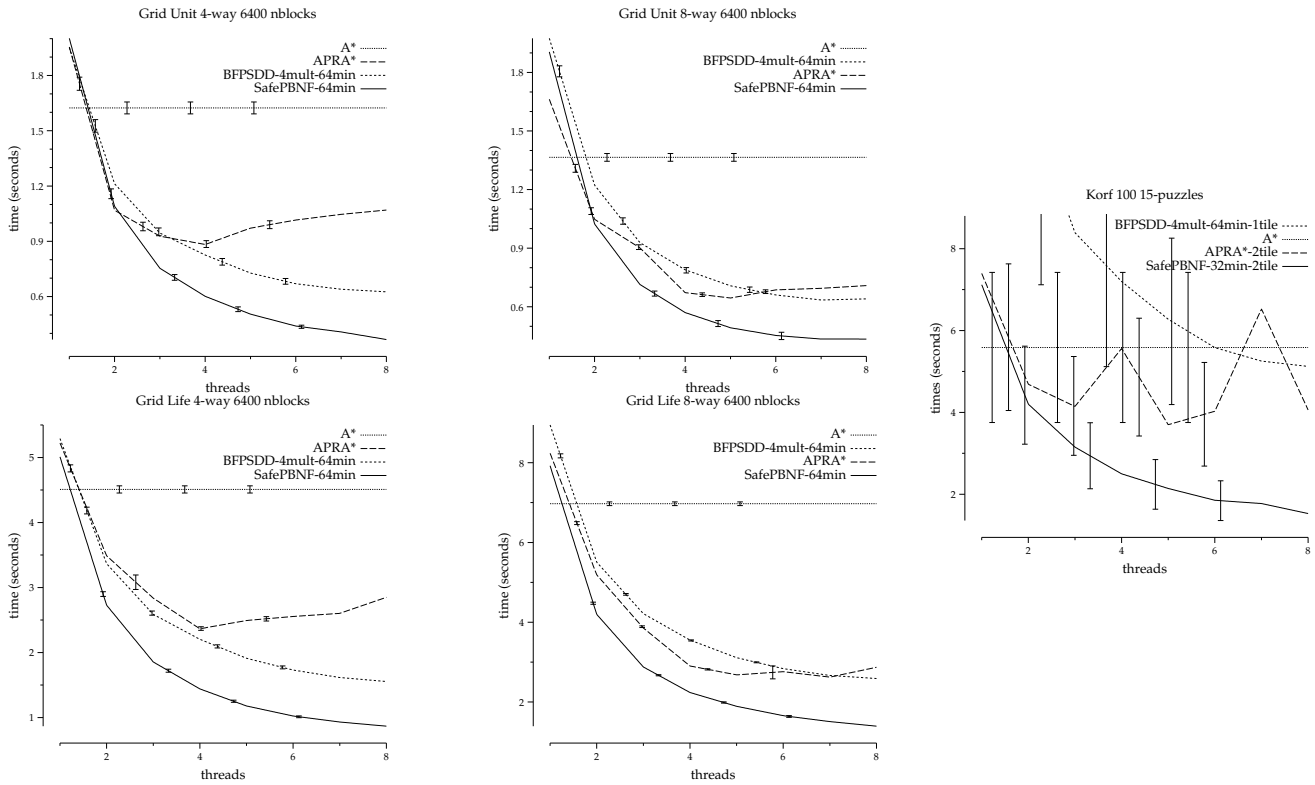 Grid Unit 4-way 6400 nblocks
A*
APRA*
BFPSDD-4mult-64min
SafePBNF-64min
time (seconds)
1.8
1.5
1.2
0.9
0.6
2
4
6
8
threads
Grid Unit 8-way 6400 nblocks
A*
BFPSDD-4mult-64min
APRA*
SafePBNF-64min
time (seconds)
1.8
1.5
1.2
0.9
0.6
2
4
6
8
threads
Grid Life 4-way 6400 nblocks
A*
APRA*
BFPSDD-4mult-64min
SafePBNF-64min
time (seconds)
5
4
3
2
1
2
4
6
8
threads
Grid Life 8-way 6400 nblocks
A*
BFPSDD-4mult-64min
APRA*
SafePBNF-64min
time (seconds)
8
6
4
2
2
4
6
8
threads
Korf 100 15-puzzles
BFPSDD-4mult-64min-1tile
A*
APRA*-2tile
SafePBNF-32min-2tile
times (seconds)
8
6
4
2
2
4
6
8
threads